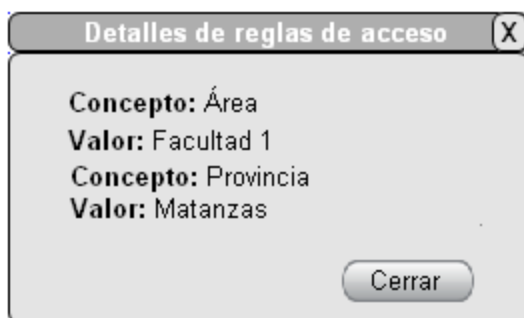 Detalles de reglas de acceso X
Concepto: Área
Valor: Facultad 1
Concepto: Provincia
Valor: Matanzas
Cerrar